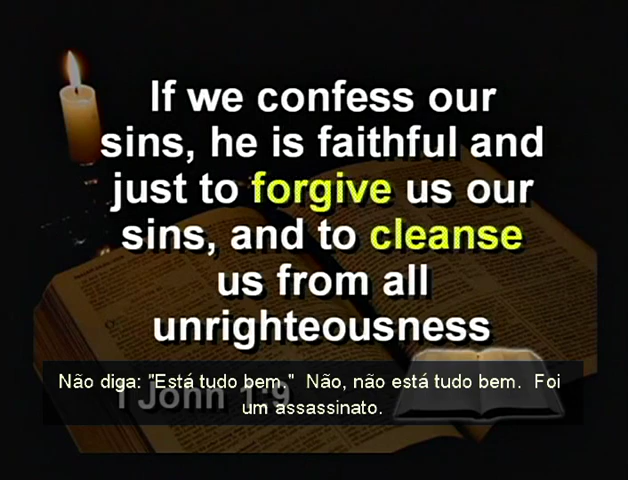 If we confess our
sins, he is faithful and
just to forgive us our
sins, and to cleanse
us from all
unrighteousness
I John 1:9
Não diga: "Está tudo bem."  Não, não está tudo bem.  Foi
um assassinato.